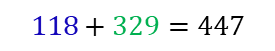 118 + 329 = 447